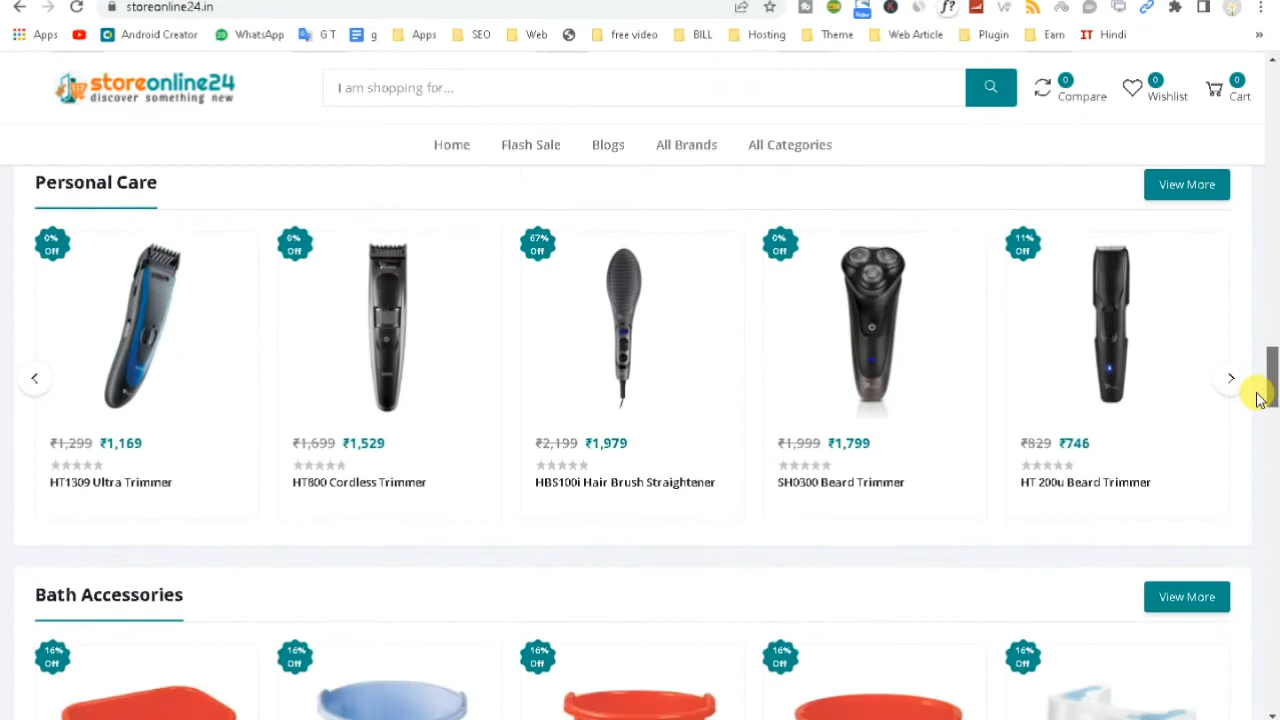 storeonline24.in
Apps Android Creator WhatsApp G T g Apps SEO Web free video BILL Hosting Theme Web Article Plugin Earn IT Hindi »
storeonline24
discover something new
I am shopping for...
0 Compare
0 Wishlist
0 Cart
Home Flash Sale Blogs All Brands All Categories
Personal Care View More
0% Off
0% Off
67% Off
0% Off
11% Off
₹1,299 ₹1,169
HT1309 Ultra Trimmer
₹1,699 ₹1,529
HT800 Cordless Trimmer
₹2,199 ₹1,979
HBS100i Hair Brush Straightener
₹1,999 ₹1,799
SH0300 Beard Trimmer
₹829 ₹746
HT 200u Beard Trimmer
Bath Accessories View More
16% Off
16% Off
16% Off
16% Off
16% Off